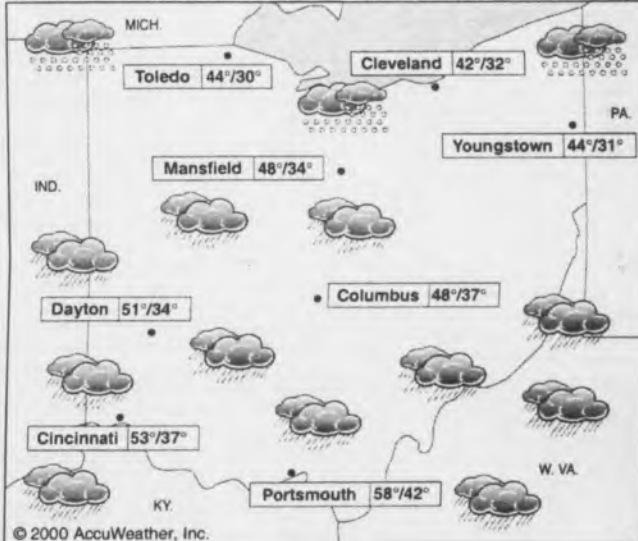 MICH.
Toledo 44°/30°
Cleveland 42°/32°
PA.
Youngstown 44°/31°
Mansfield 48°/34°
IND.
Columbus 48°/37°
Dayton 51°/34°
Cincinnati 53°/37°
W. VA.
Portsmouth 58°/42°
KY.
© 2000 AccuWeather, Inc.